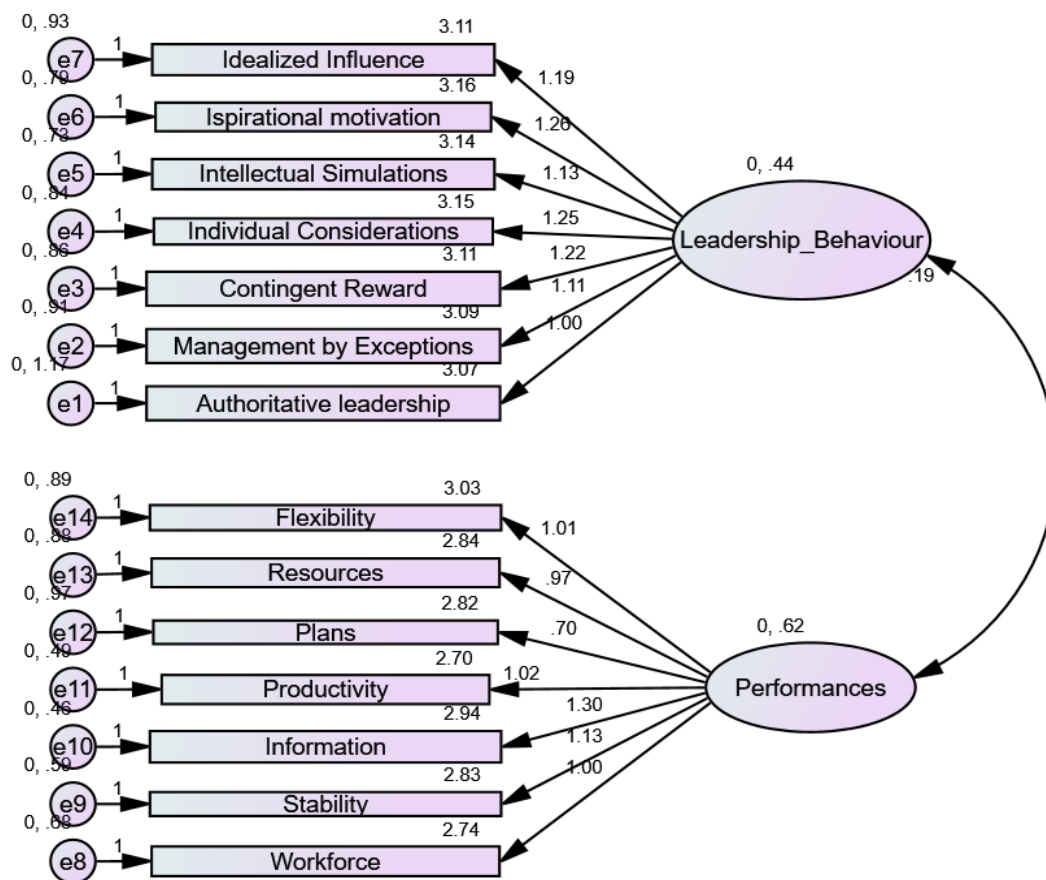 0, .93
e7
1
3.11
Idealized Influence
1.19
0, .79
e6
1
3.16
Ispirational motivation
1.26
0, .73
e5
1
3.14
Intellectual Simulations
1.13
0, .84
e4
1
3.15
Individual Considerations
1.25
0, .86
e3
1
3.11
Contingent Reward
1.22
0, .91
e2
1
3.09
Management by Exceptions
1.11
0, 1.17
e1
1
3.07
Authoritative leadership
1.00
0, .44
Leadership_Behaviour
.19
0, .89
e14
1
3.03
Flexibility
1.01
0, .88
e13
1
2.84
Resources
.97
0, .97
e12
1
2.82
Plans
.70
0, .49
e11
1
2.70
Productivity
1.02
0, .46
e10
1
2.94
Information
1.30
0, .59
e9
1
2.83
Stability
1.13
0, .68
e8
1
2.74
Workforce
1.00
0, .62
Performances